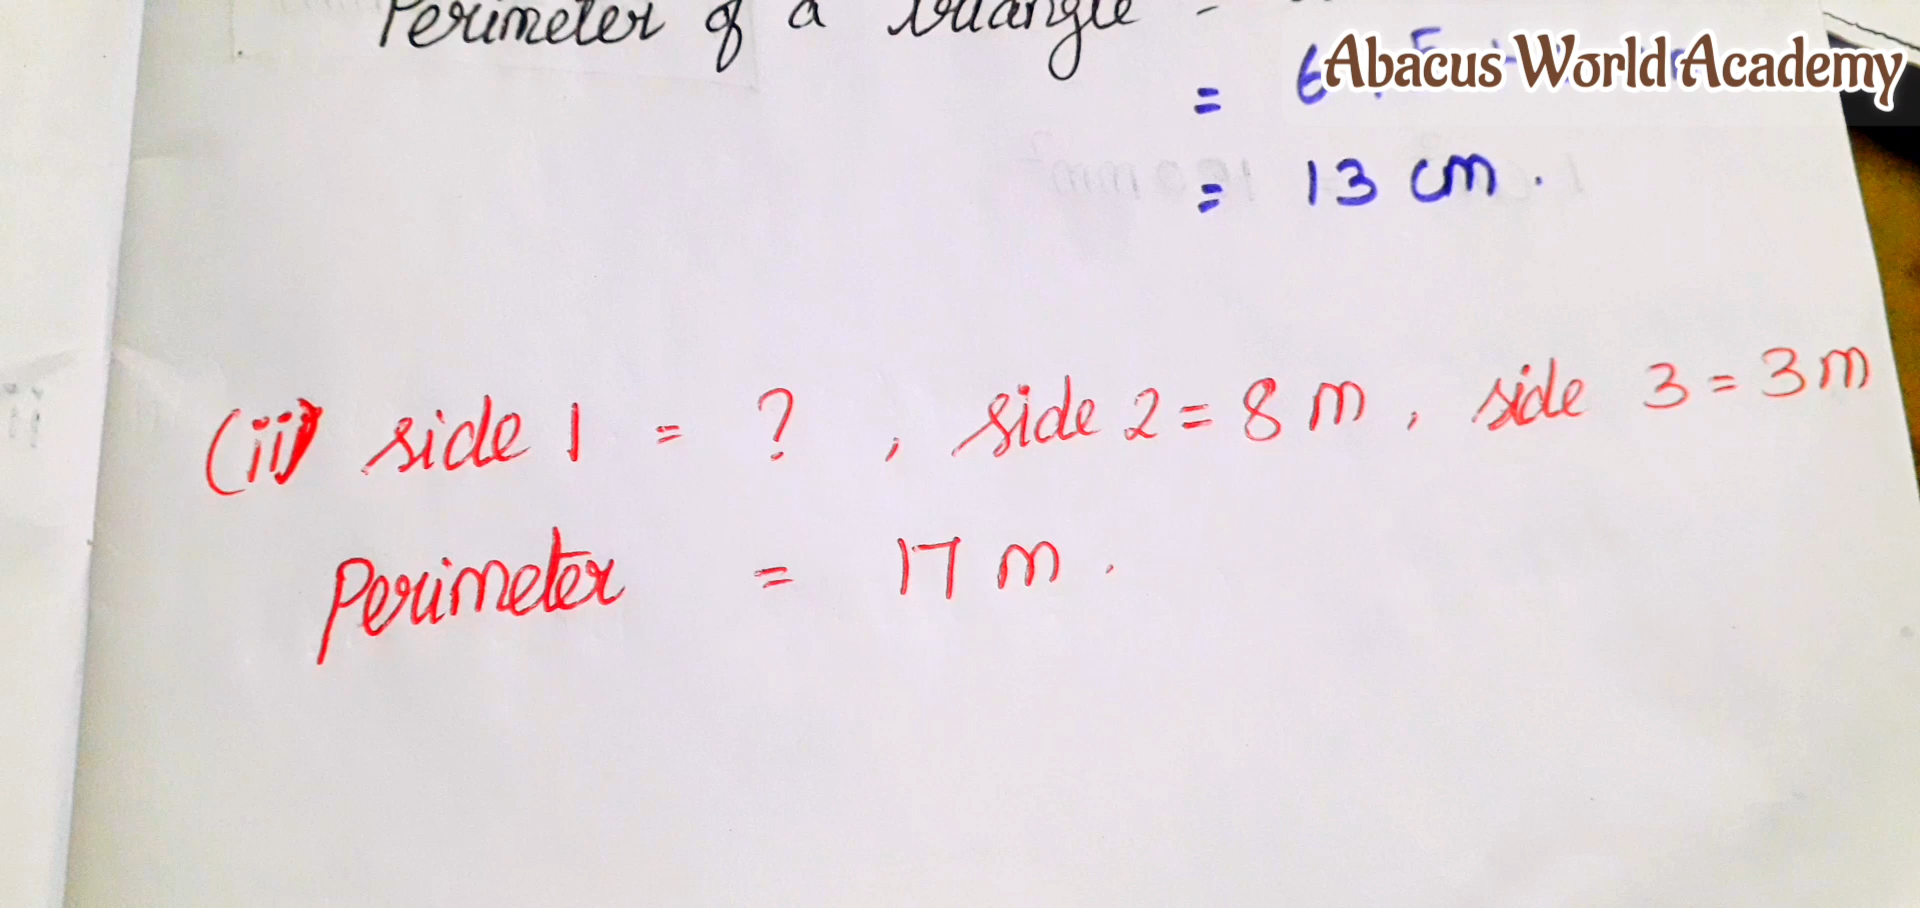 Perimeter of a triangle =
Abacus World Academy
= 6
= 13 cm.
(ii) side 1 = ? , side 2 = 8 m , side 3 = 3 m
Perimeter = 17 m .